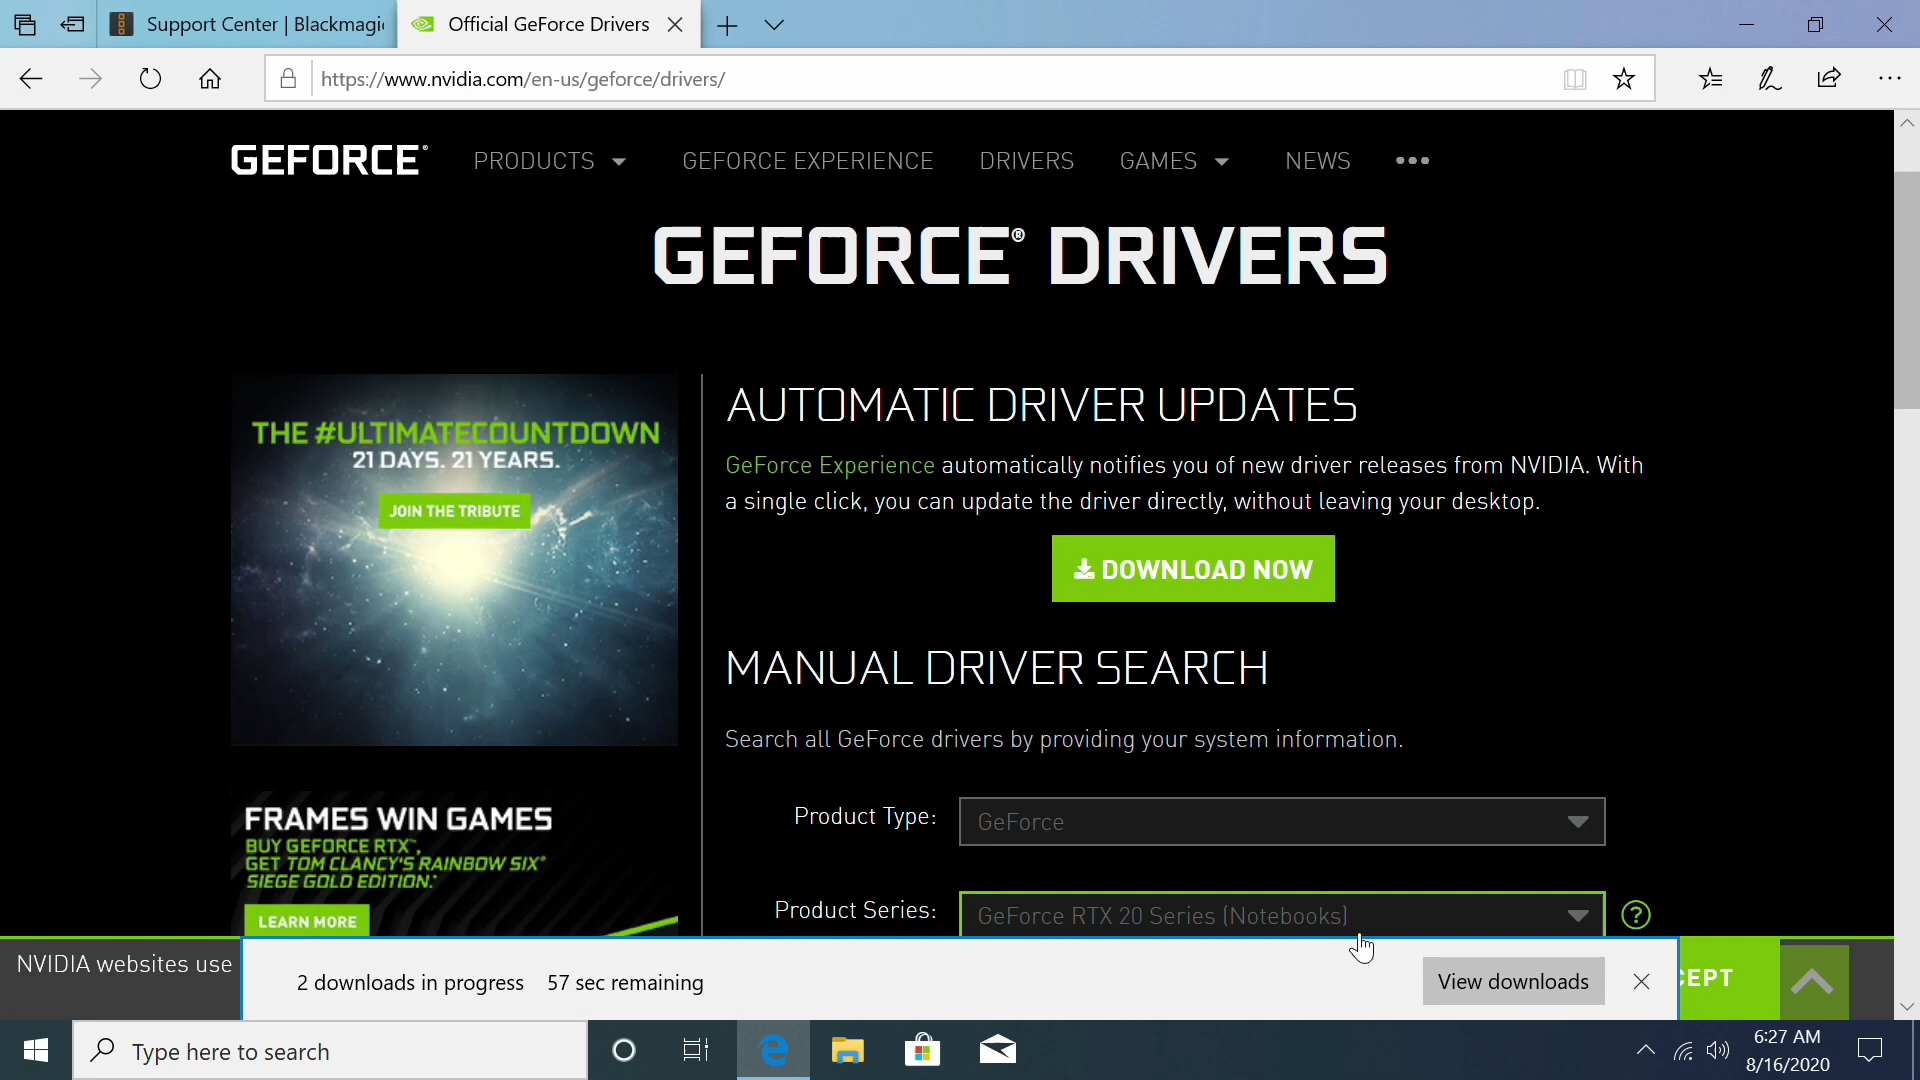 Support Center | Blackmagi
Official GeForce Drivers
https://www.nvidia.com/en-us/geforce/drivers/
GEFORCE®
PRODUCTS
GEFORCE EXPERIENCE
DRIVERS
GAMES
NEWS
GEFORCE® DRIVERS
THE #ULTIMATECOUNTDOWN
21 DAYS. 21 YEARS.
JOIN THE TRIBUTE
AUTOMATIC DRIVER UPDATES
GeForce Experience automatically notifies you of new driver releases from NVIDIA. With
a single click, you can update the driver directly, without leaving your desktop.
DOWNLOAD NOW
MANUAL DRIVER SEARCH
Search all GeForce drivers by providing your system information.
Product Type:
GeForce
Product Series:
GeForce RTX 20 Series (Notebooks)
?
FRAMES WIN GAMES
BUY GEFORCE RTX™,
GET TOM CLANCY'S RAINBOW SIX®
SIEGE GOLD EDITION.*
LEARN MORE
NVIDIA websites use
2 downloads in progress 57 sec remaining
View downloads
CEPT
Type here to search
6:27 AM
8/16/2020